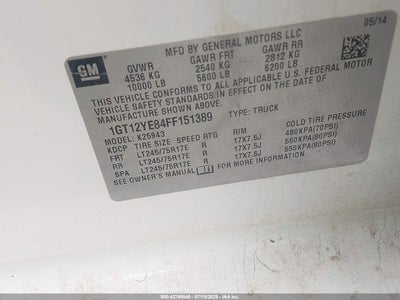 05/14
MFD BY GENERAL MOTORS LLC
GM
GVWR GAWR FRT GAWR RR
4536 KG 2540 KG 2812 KG
10000 LB 5600 LB 6200 LB
THIS VEHICLE CONFORMS TO ALL APPLICABLE U.S. FEDERAL MOTOR
VEHICLE SAFETY STANDARDS IN EFFECT ON THE DATE OF
MANUFACTURE SHOWN ABOVE.
1GT12YE84FF151389 TYPE: TRUCK
MODEL: K25943
KDCP TIRE SIZE SPEED RTG RIM COLD TIRE PRESSURE
FRT LT245/75R17E R 17X7.5J 480KPA(70PSI)
RR LT245/75R17E R 17X7.5J 550KPA(80PSI)
SPA LT245/75R17E R 17X7.5J 550KPA(80PSI)
SEE OWNER'S MANUAL FOR MORE INFORMATION.